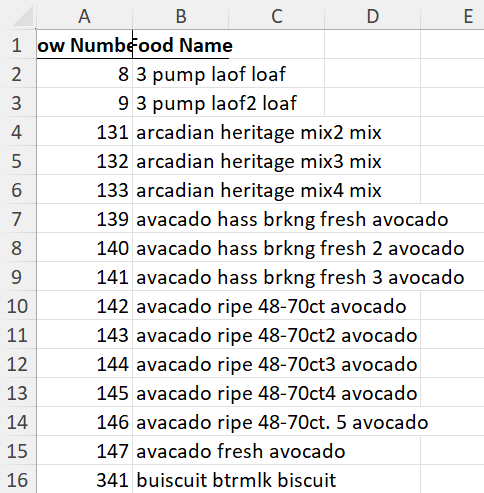 A B C D E
1 ow Numbe Food Name
2 8 3 pump laof loaf
3 9 3 pump laof2 loaf
4 131 arcadian heritage mix2 mix
5 132 arcadian heritage mix3 mix
6 133 arcadian heritage mix4 mix
7 139 avacado hass brkng fresh avocado
8 140 avacado hass brkng fresh 2 avocado
9 141 avacado hass brkng fresh 3 avocado
10 142 avacado ripe 48-70ct avocado
11 143 avacado ripe 48-70ct2 avocado
12 144 avacado ripe 48-70ct3 avocado
13 145 avacado ripe 48-70ct4 avocado
14 146 avacado ripe 48-70ct. 5 avocado
15 147 avacado fresh avocado
16 341 buiscuit btrmlk biscuit